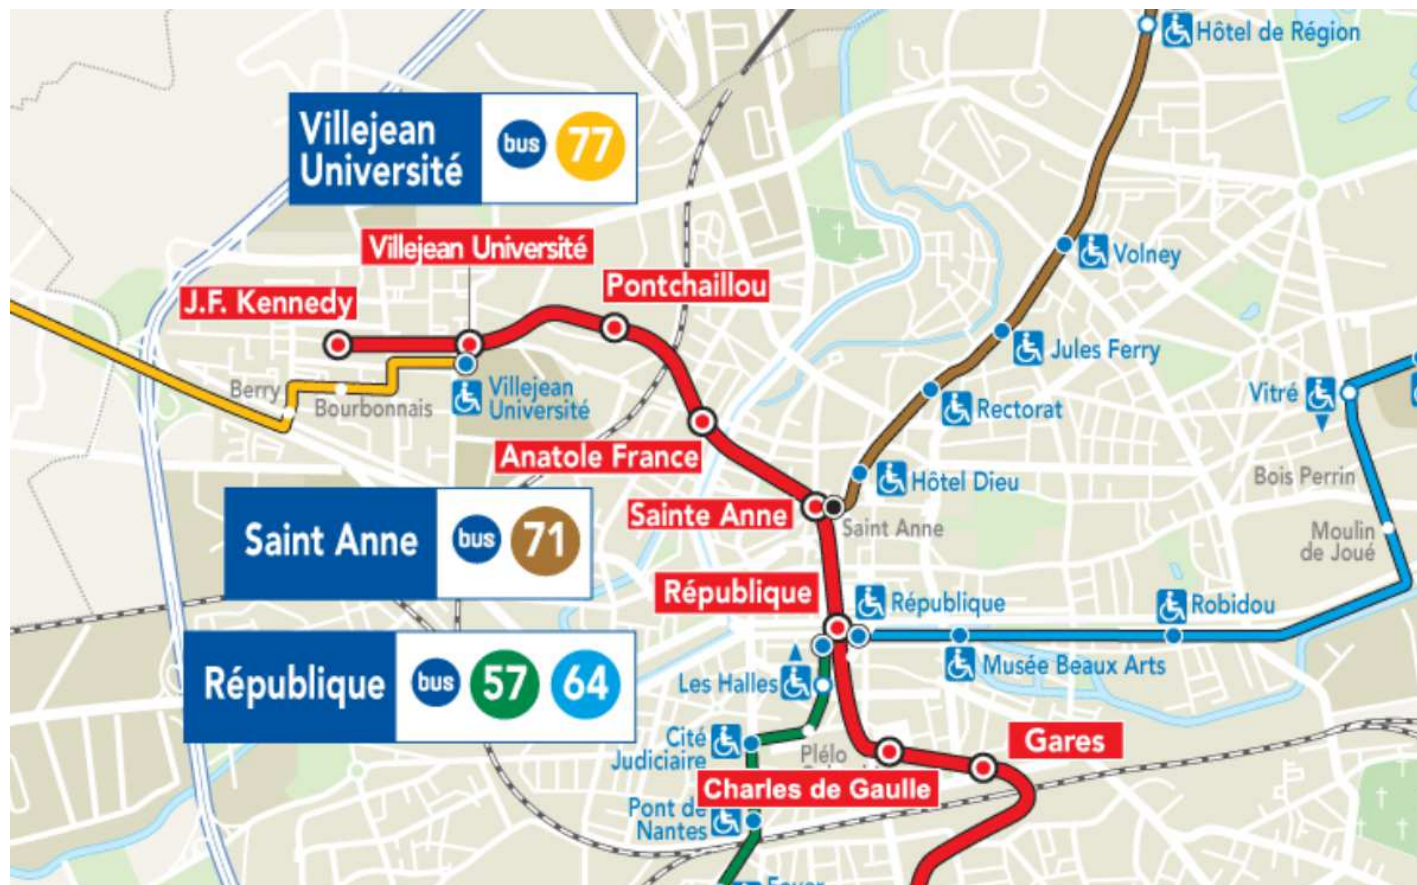 Hôtel de Région
Villejean
Université
bus
77
Villejean Université
Volney
Pontchaillou
J.F. Kennedy
Jules Ferry
Berry
Bourbonnais
Villejean
Université
Rectorat
Vitré
Anatole France
Hôtel Dieu
Bois Perrin
Sainte Anne
Saint Anne
Moulin
de Joué
Saint Anne
bus
71
République
République
Robidou
Musée Beaux Arts
République
bus
57
64
Les Halles
Cité
Judiciaire
Plélo
Gares
Charles de Gaulle
Pont de
Nantes